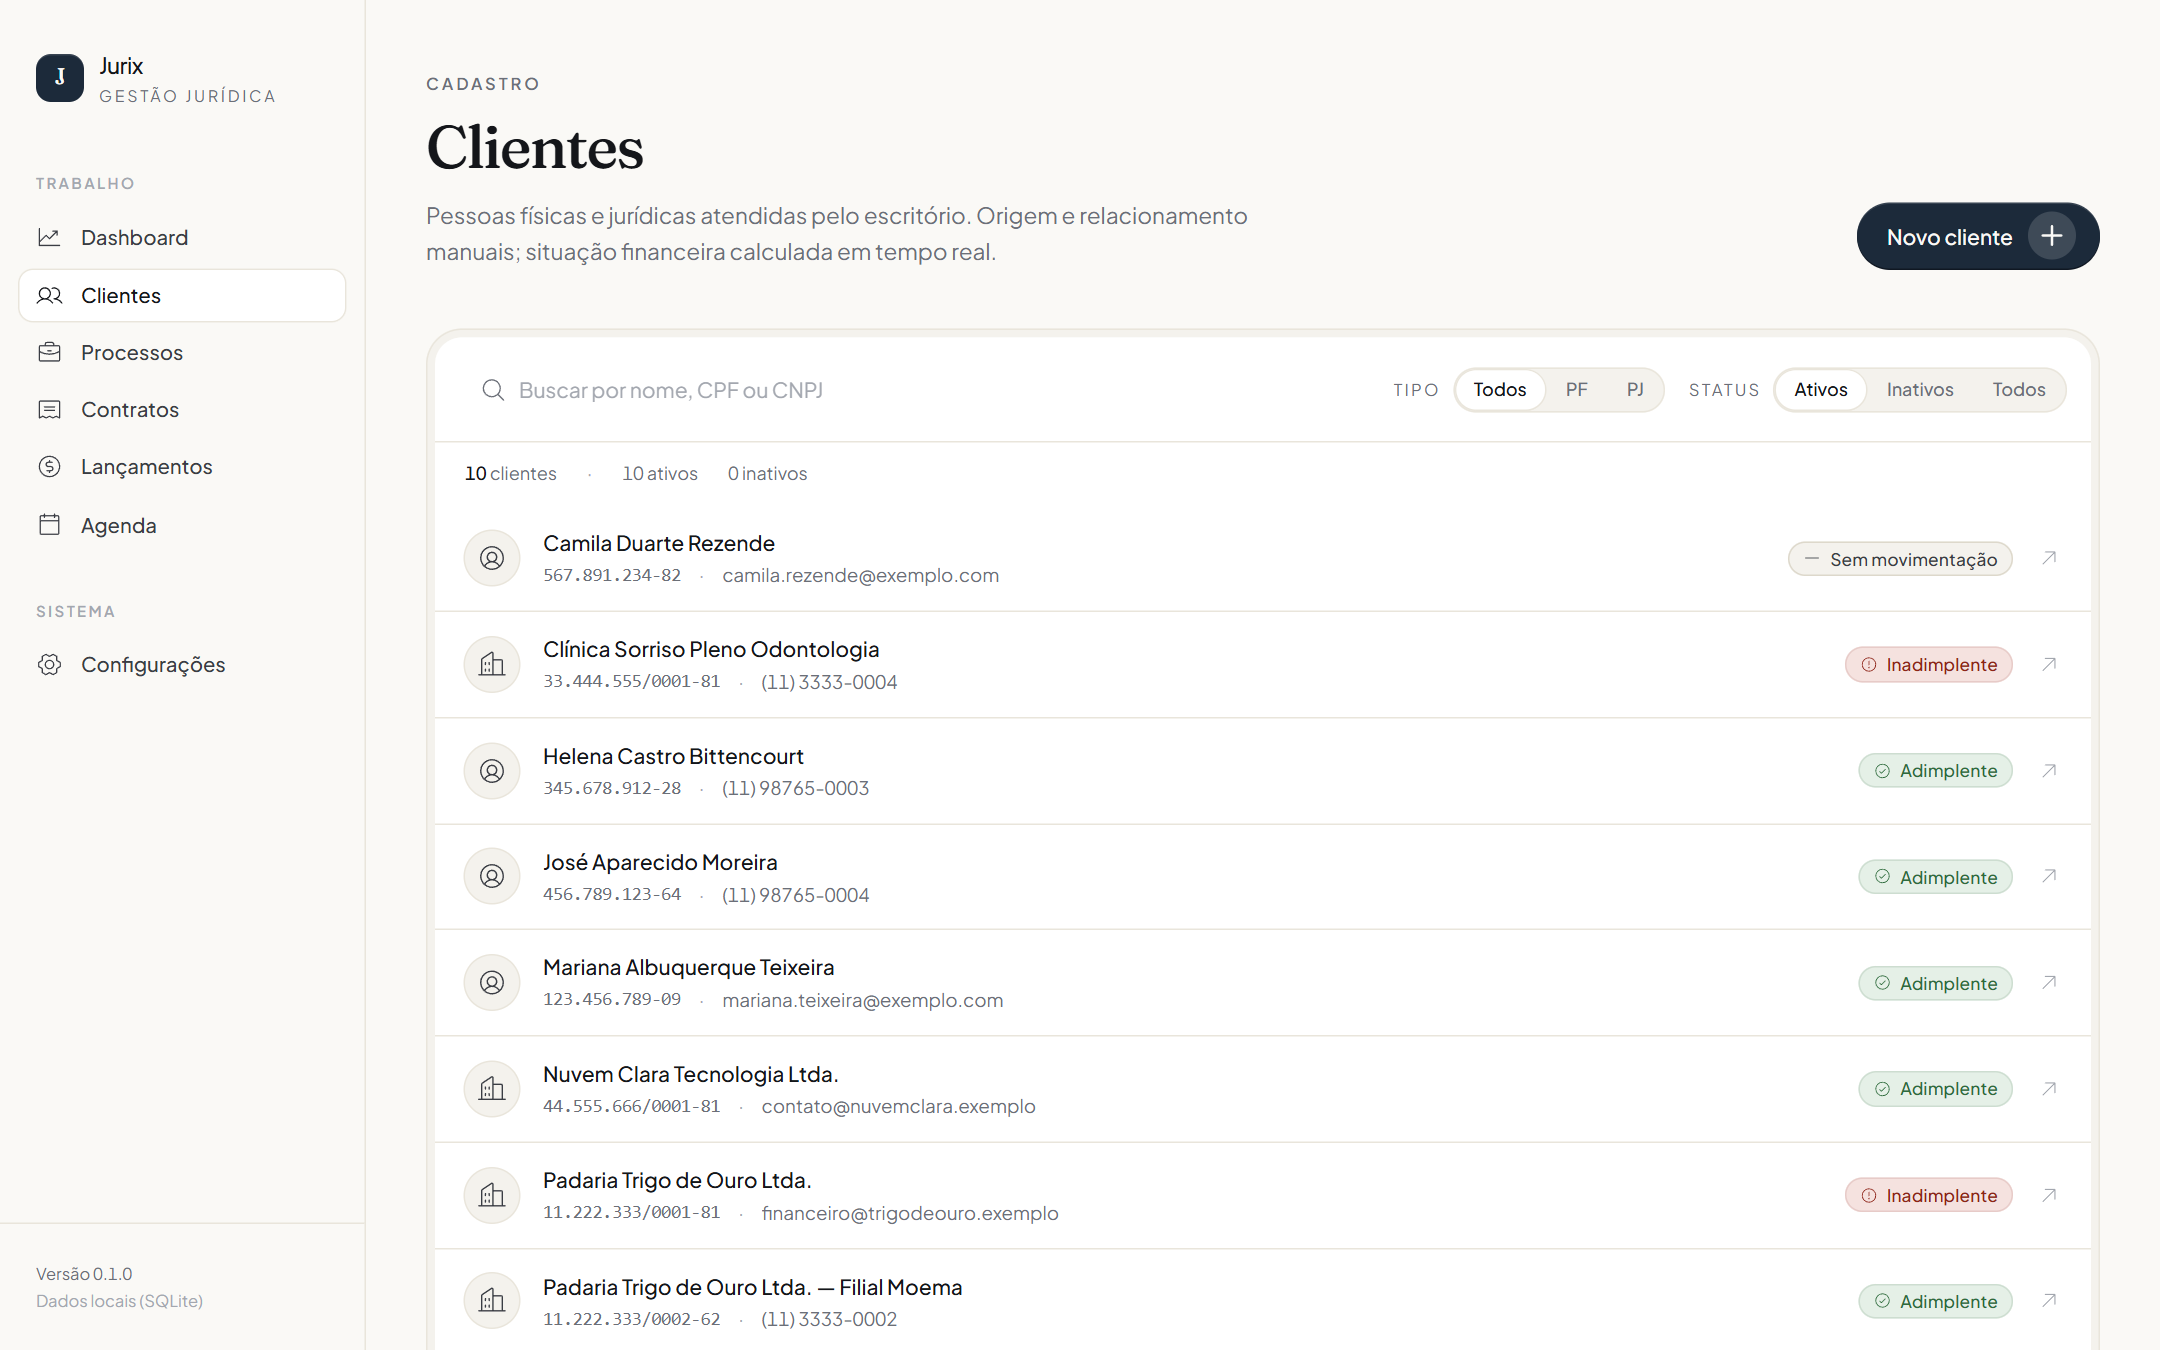 J
Jurix
GESTÃO JURÍDICA
TRABALHO
Dashboard
Clientes
Processos
Contratos
Lançamentos
Agenda
SISTEMA
Configurações
Versão 0.1.0
Dados locais (SQLite)
CADASTRO
Clientes
Pessoas físicas e jurídicas atendidas pelo escritório. Origem e relacionamento
manuais; situação financeira calculada em tempo real.
Novo cliente
Buscar por nome, CPF ou CNPJ
TIPO Todos PF PJ STATUS Ativos Inativos Todos
10 clientes · 10 ativos 0 inativos
Camila Duarte Rezende
567.891.234-82 · camila.rezende@exemplo.com
Sem movimentação
Clínica Sorriso Pleno Odontologia
33.444.555/0001-81 · (11) 3333-0004
Inadimplente
Helena Castro Bittencourt
345.678.912-28 · (11) 98765-0003
Adimplente
José Aparecido Moreira
456.789.123-64 · (11) 98765-0004
Adimplente
Mariana Albuquerque Teixeira
123.456.789-09 · mariana.teixeira@exemplo.com
Adimplente
Nuvem Clara Tecnologia Ltda.
44.555.666/0001-81 · contato@nuvemclara.exemplo
Adimplente
Padaria Trigo de Ouro Ltda.
11.222.333/0001-81 · financeiro@trigodeouro.exemplo
Inadimplente
Padaria Trigo de Ouro Ltda. — Filial Moema
11.222.333/0002-62 · (11) 3333-0002
Adimplente